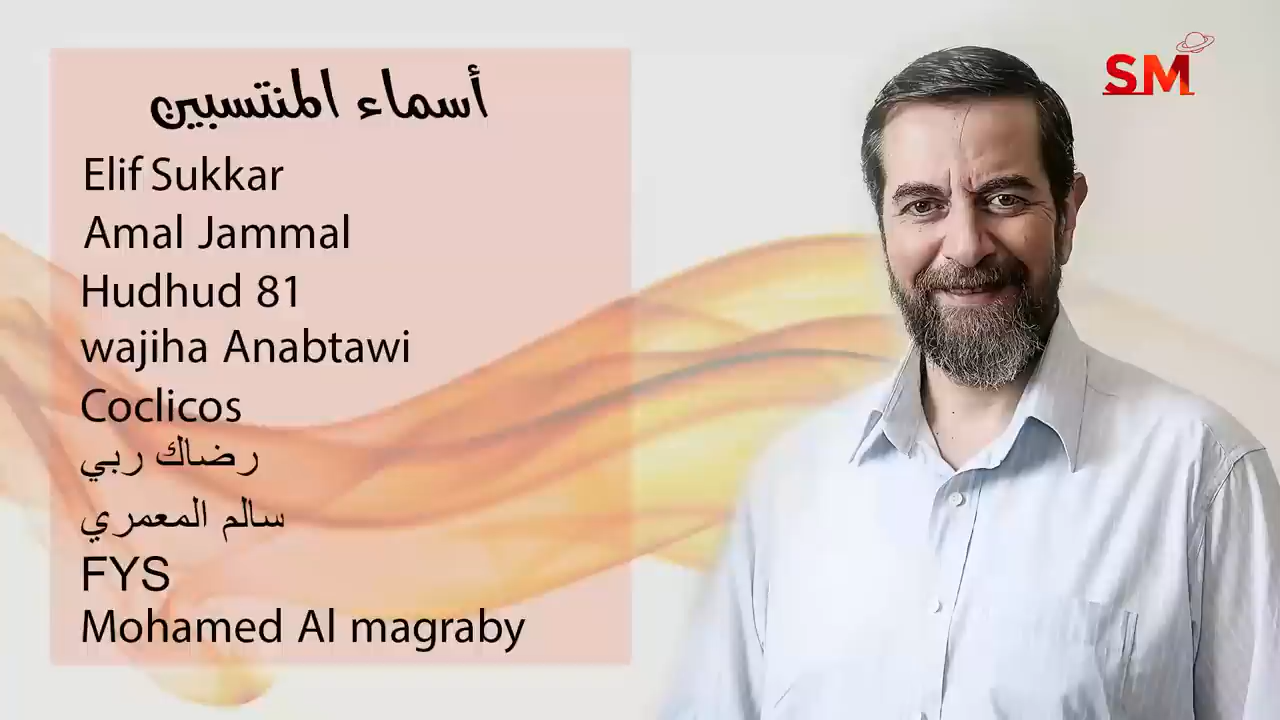 أسماء المنتسبين
SM
Elif Sukkar
Amal Jammal
Hudhud 81
wajiha Anabtawi
Coclicos
رضاك ربي
سالم المعمري
FYS
Mohamed Al magraby